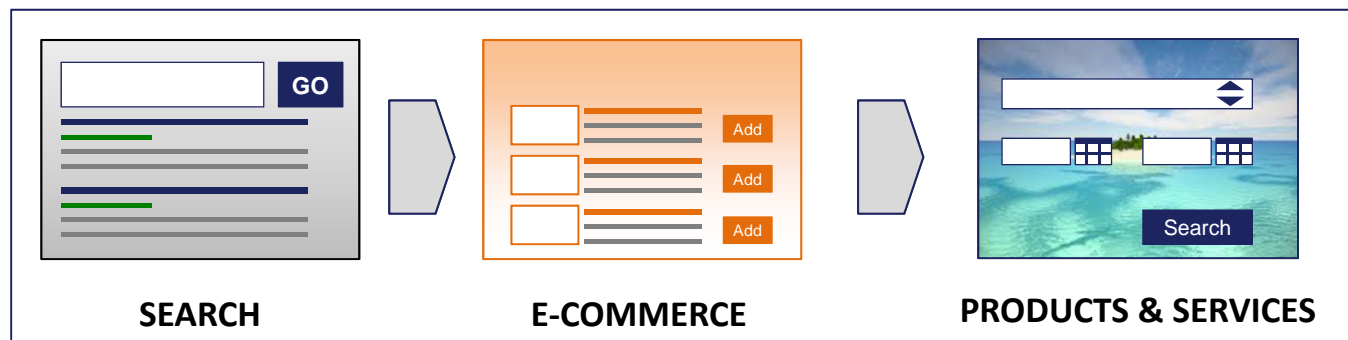 GO
Add
Add
Add
Search
SEARCH
E-COMMERCE
PRODUCTS & SERVICES